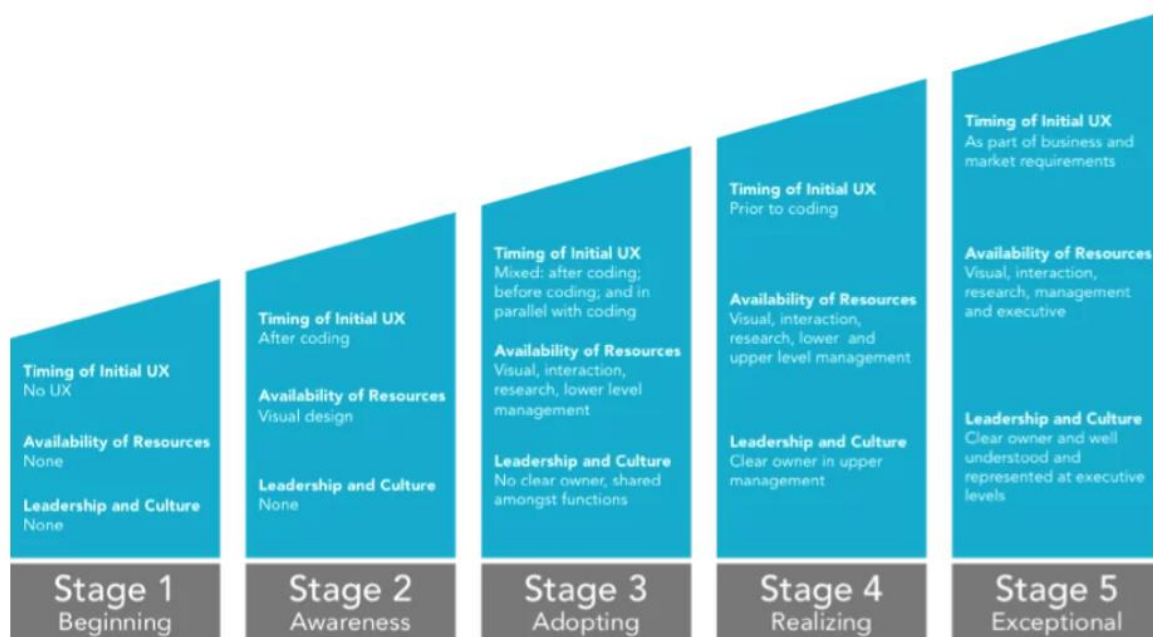 Timing of Initial UX
No UX
Availability of Resources
None
Leadership and Culture
None
Stage 1
Beginning
Timing of Initial UX
After coding
Availability of Resources
Visual design
Leadership and Culture
None
Stage 2
Awareness
Timing of Initial UX
Mixed: after coding;
before coding; and in
parallel with coding
Availability of Resources
Visual, interaction,
research, lower level
management
Leadership and Culture
No clear owner, shared
amongst functions
Stage 3
Adopting
Timing of Initial UX
Prior to coding
Availability of Resources
Visual, interaction,
research, lower and
upper level management
Leadership and Culture
Clear owner in upper
management
Stage 4
Realizing
Timing of Initial UX
As part of business and
market requirements
Availability of Resources
Visual, interaction,
research, management
and executive
Leadership and Culture
Clear owner and well
understood and
represented at executive
levels
Stage 5
Exceptional